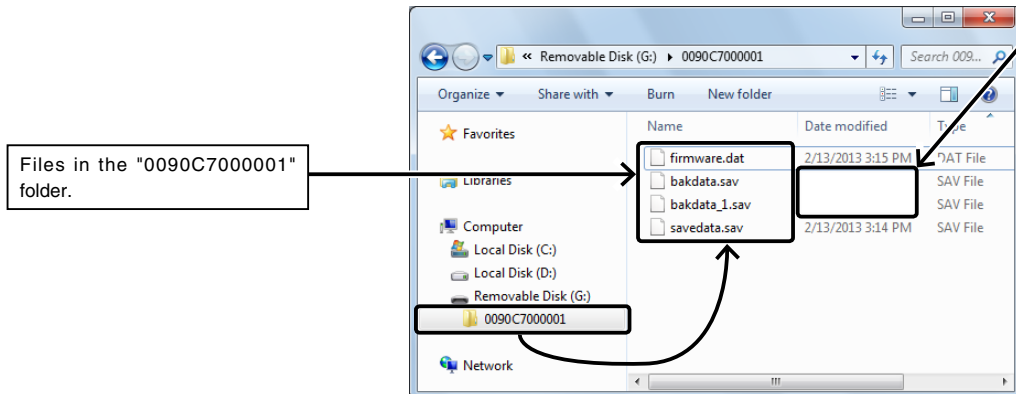 « Removable Disk (G:) ▸ 0090C7000001
Search 009...
Organize ▾ Share with ▾ Burn New folder
Name Date modified Type
Favorites
Files in the "0090C7000001"
folder.
firmware.dat 2/13/2013 3:15 PM DAT File
Libraries
bakdata.sav SAV File
bakdata_1.sav SAV File
savedata.sav 2/13/2013 3:14 PM SAV File
Computer
Local Disk (C:)
Local Disk (D:)
Removable Disk (G:)
0090C7000001
Network